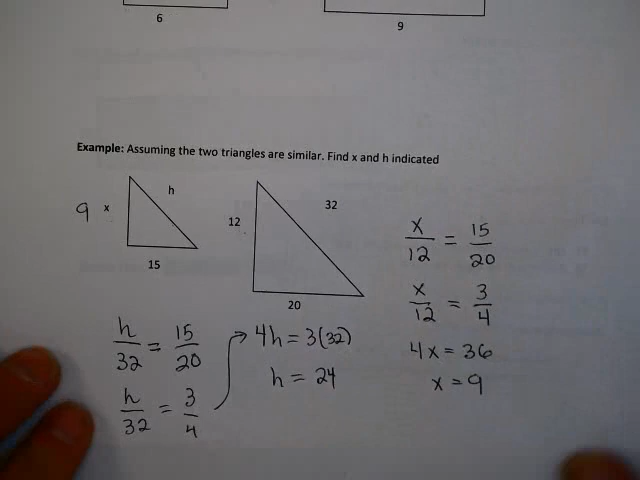 6
9
Example: Assuming the two triangles are similar. Find x and h indicated
9 x h
15
12 32
20
x/12 = 15/20
x/12 = 3/4
4x = 36
x = 9
h/32 = 15/20
h/32 = 3/4
4h = 3(32)
h = 24